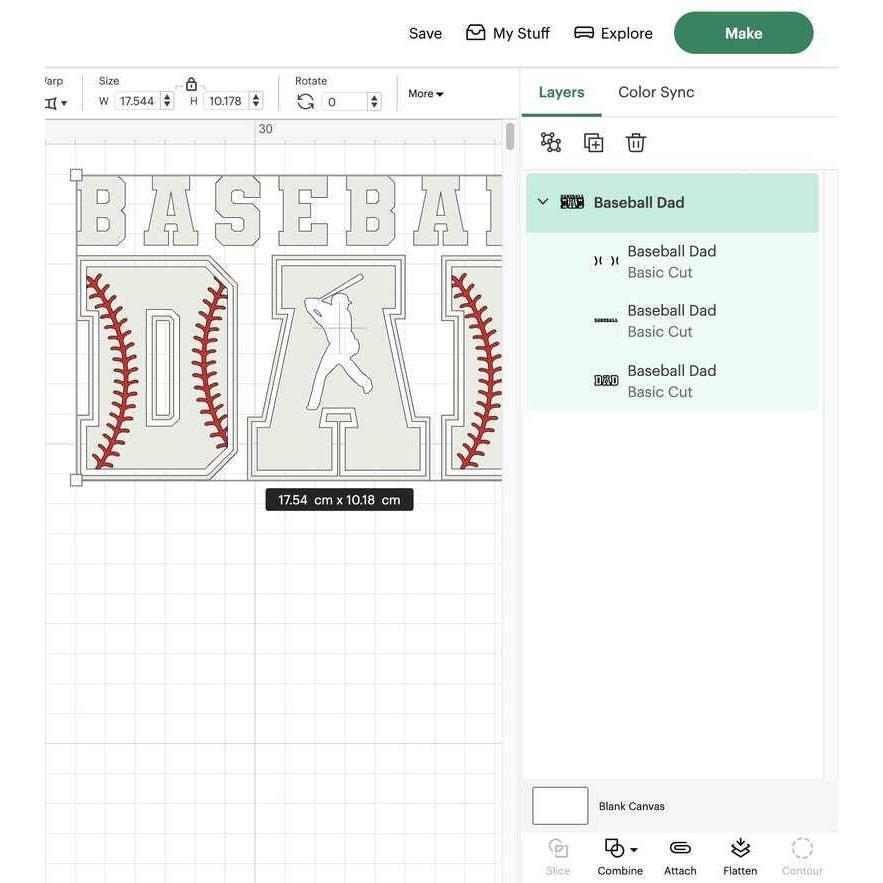 Save My Stuff Explore Make
Size Rotate
W 17.544 H 10.178 0 More
Layers Color Sync
30
Baseball Dad
BASEBA
DA
Baseball Dad
Basic Cut
Baseball Dad
Basic Cut
Baseball Dad
Basic Cut
17.54 cm x 10.18 cm
Blank Canvas
Slice Combine Attach Flatten Contour